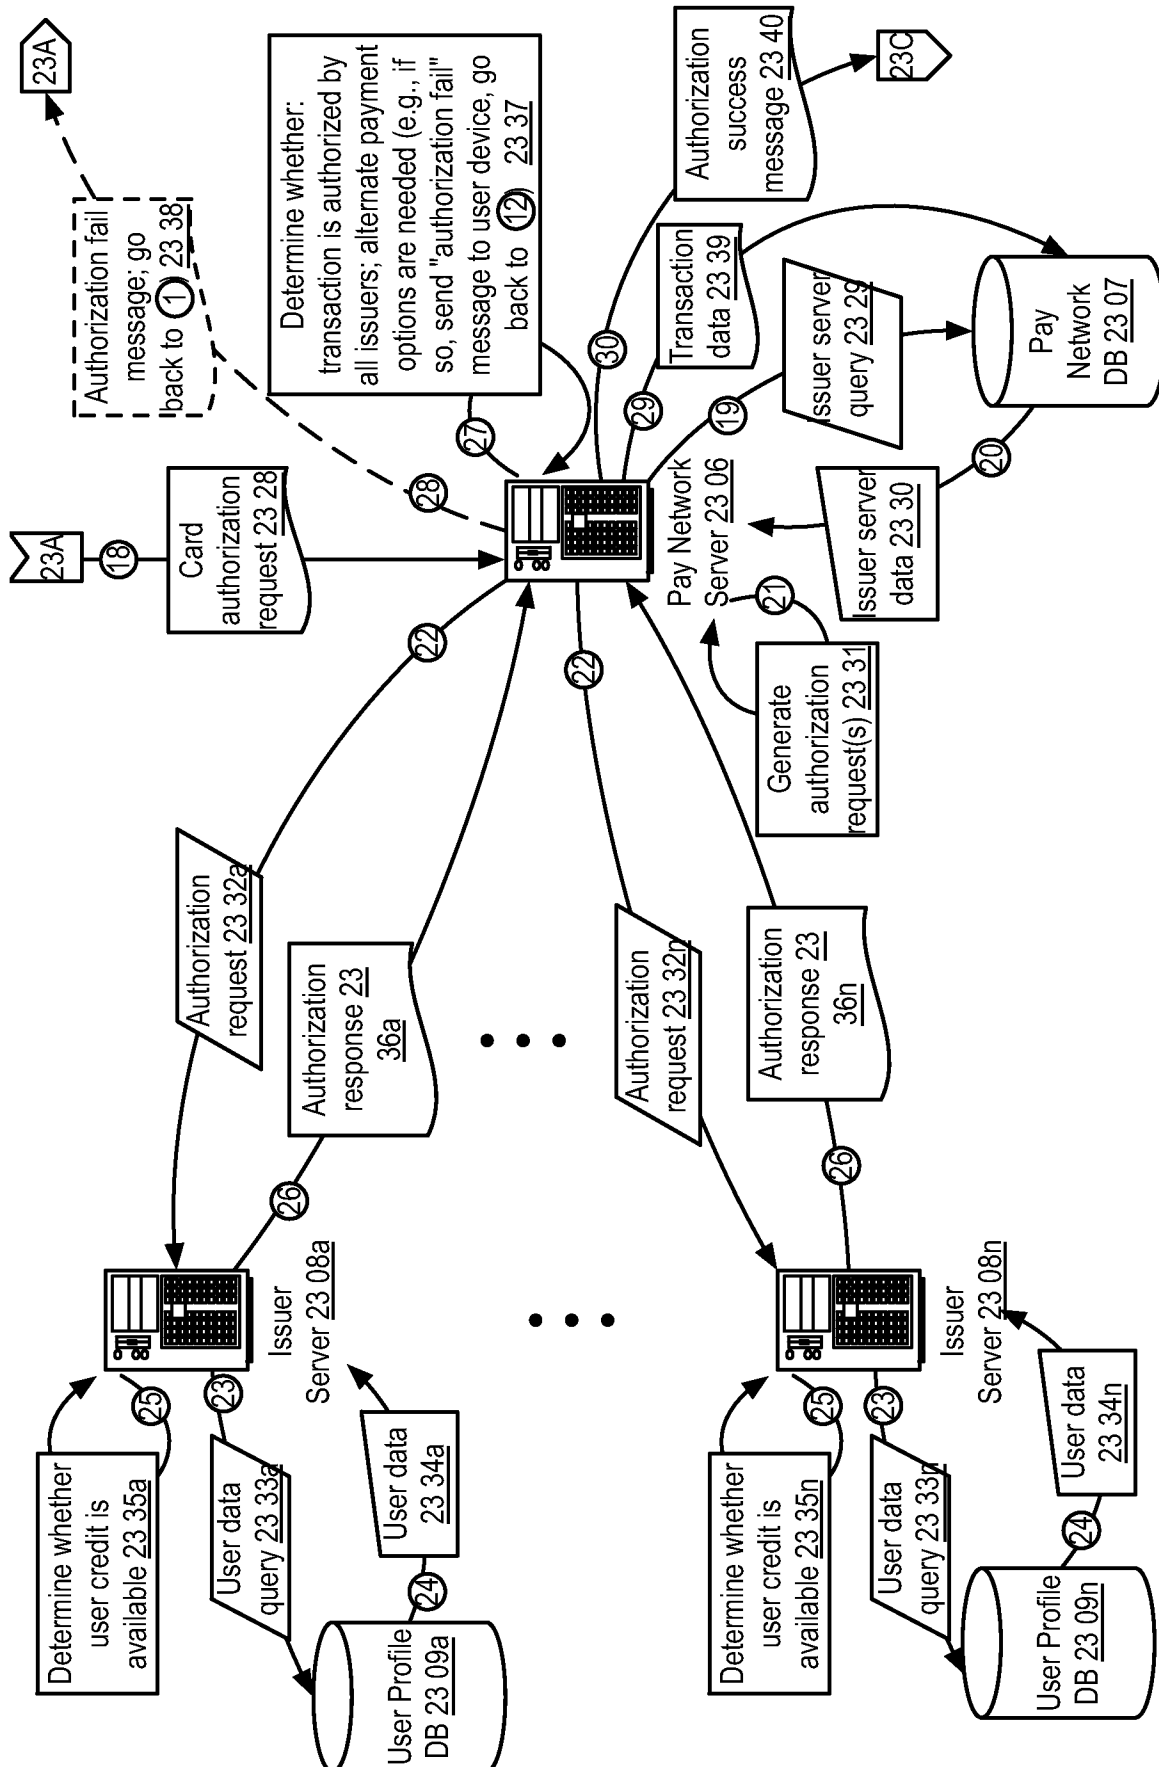 23A
18
Card
authorization
request 23 28
Authorization fail
message; go
back to 1) 23 38
23A
28
27
Determine whether:
transaction is authorized by
all issuers; alternate payment
options are needed (e.g., if
so, send "authorization fail"
message to user device, go
back to 12) 23 37
30
Authorization
success
message 23 40
23C
29
Transaction
data 23 39
19
Issuer server
query 23 29
Pay
Network
DB 23 07
20
Issuer server
data 23 30
Pay Network
Server 23 06
21
Generate
authorization
request(s) 23 31
22
Authorization
request 23 32a
Authorization
response 23
36a
26
22
Authorization
request 23 32n
Authorization
response 23
36n
26
Issuer
Server 23 08a
25
Determine whether
user credit is
available 23 35a
23
User data
query 23 33a
User data
23 34a
24
User Profile
DB 23 09a
Issuer
Server 23 08n
25
Determine whether
user credit is
available 23 35n
23
User data
query 23 33n
User data
23 34n
24
User Profile
DB 23 09n